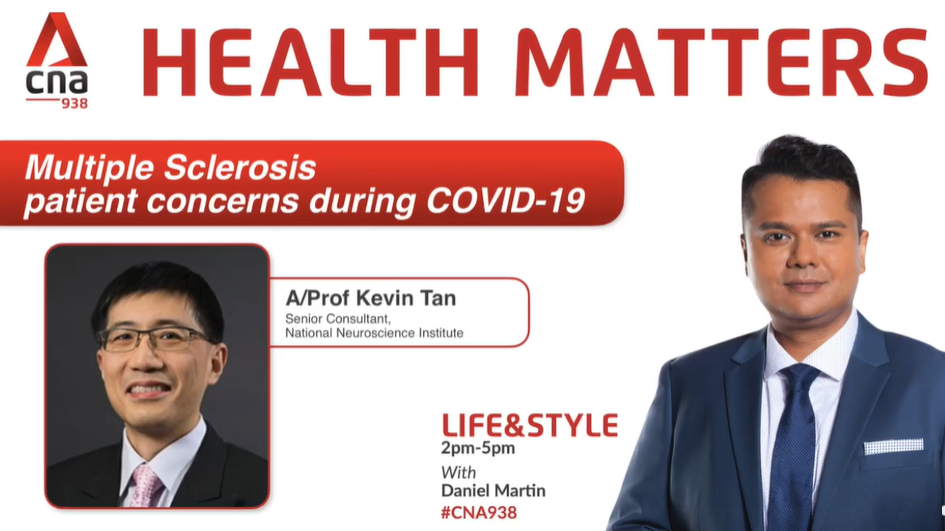 cna
938
HEALTH MATTERS
Multiple Sclerosis
patient concerns during COVID-19
A/Prof Kevin Tan
Senior Consultant,
National Neuroscience Institute
LIFE&STYLE
2pm-5pm
With
Daniel Martin
#CNA938